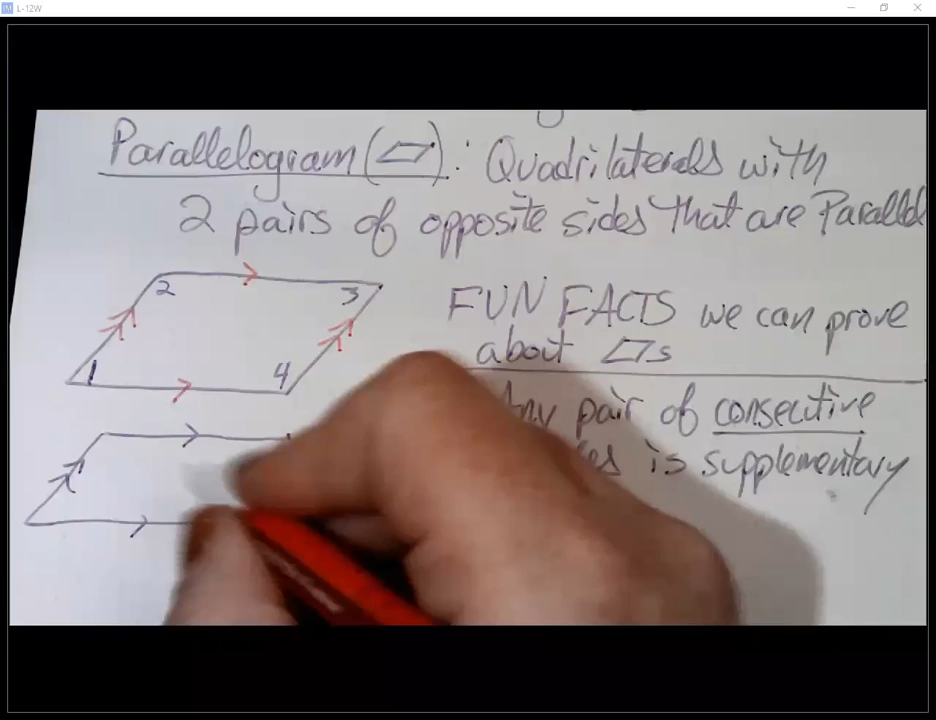 L-12W
Parallelogram (▱): Quadrilaterals with
2 pairs of opposite sides that are Parallel
2 3
1 4
FUN FACTS we can prove
about ▱s
Any pair of consecutive
is supplementary